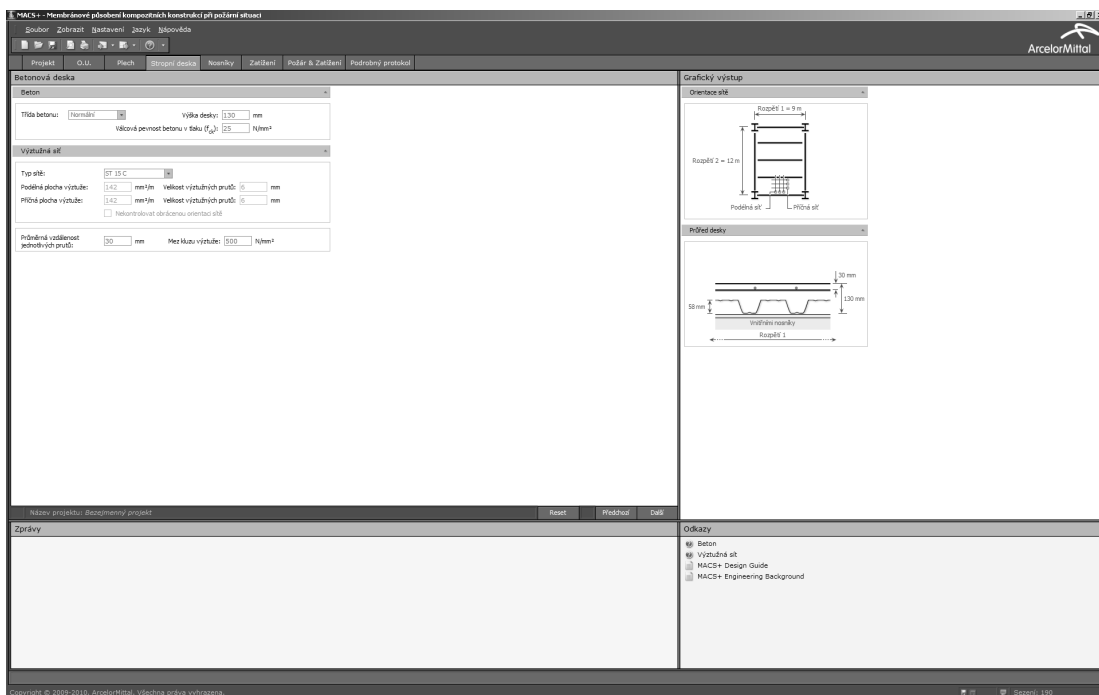 MACS+ - Membránové působení kompozitních konstrukcí při požární situaci
Soubor Zobrazit Nastavení Jazyk Nápověda
ArcelorMittal
Projekt O.U. Plech Stropní deska Nosníky Zatížení Požár & Zatížení Podrobný protokol
Betonová deska
Beton
Třída betonu: Normální Výška desky: 130 mm
Válcová pevnost betonu v tlaku (fck): 25 N/mm²
Výztužná síť
Typ sítě: ST 15 C
Podélná plocha výztuže: 142 mm²/m Velikost výztužných prutů: 6 mm
Příčná plocha výztuže: 142 mm²/m Velikost výztužných prutů: 6 mm
Nekontrolovat obrácenou orientaci sítě
Průměrná vzdálenost
jednotlivých prutů: 30 mm Mez kluzu výztuže: 500 N/mm²
Název projektu: Bezejmenný projekt Reset Předchozí Další
Grafický výstup
Orientace sítě
Rozpětí 1 = 9 m
Rozpětí 2 = 12 m
Podélná síť Příčná síť
Průřed desky
30 mm
58 mm 130 mm
Vnitřními nosníky
Rozpětí 1
Zprávy
Odkazy
Beton
Výztužná sít
MACS+ Design Guide
MACS+ Engineering Background
Copyright © 2009-2010, ArcelorMittal. Všechna práva vyhrazena. Sezení: 190